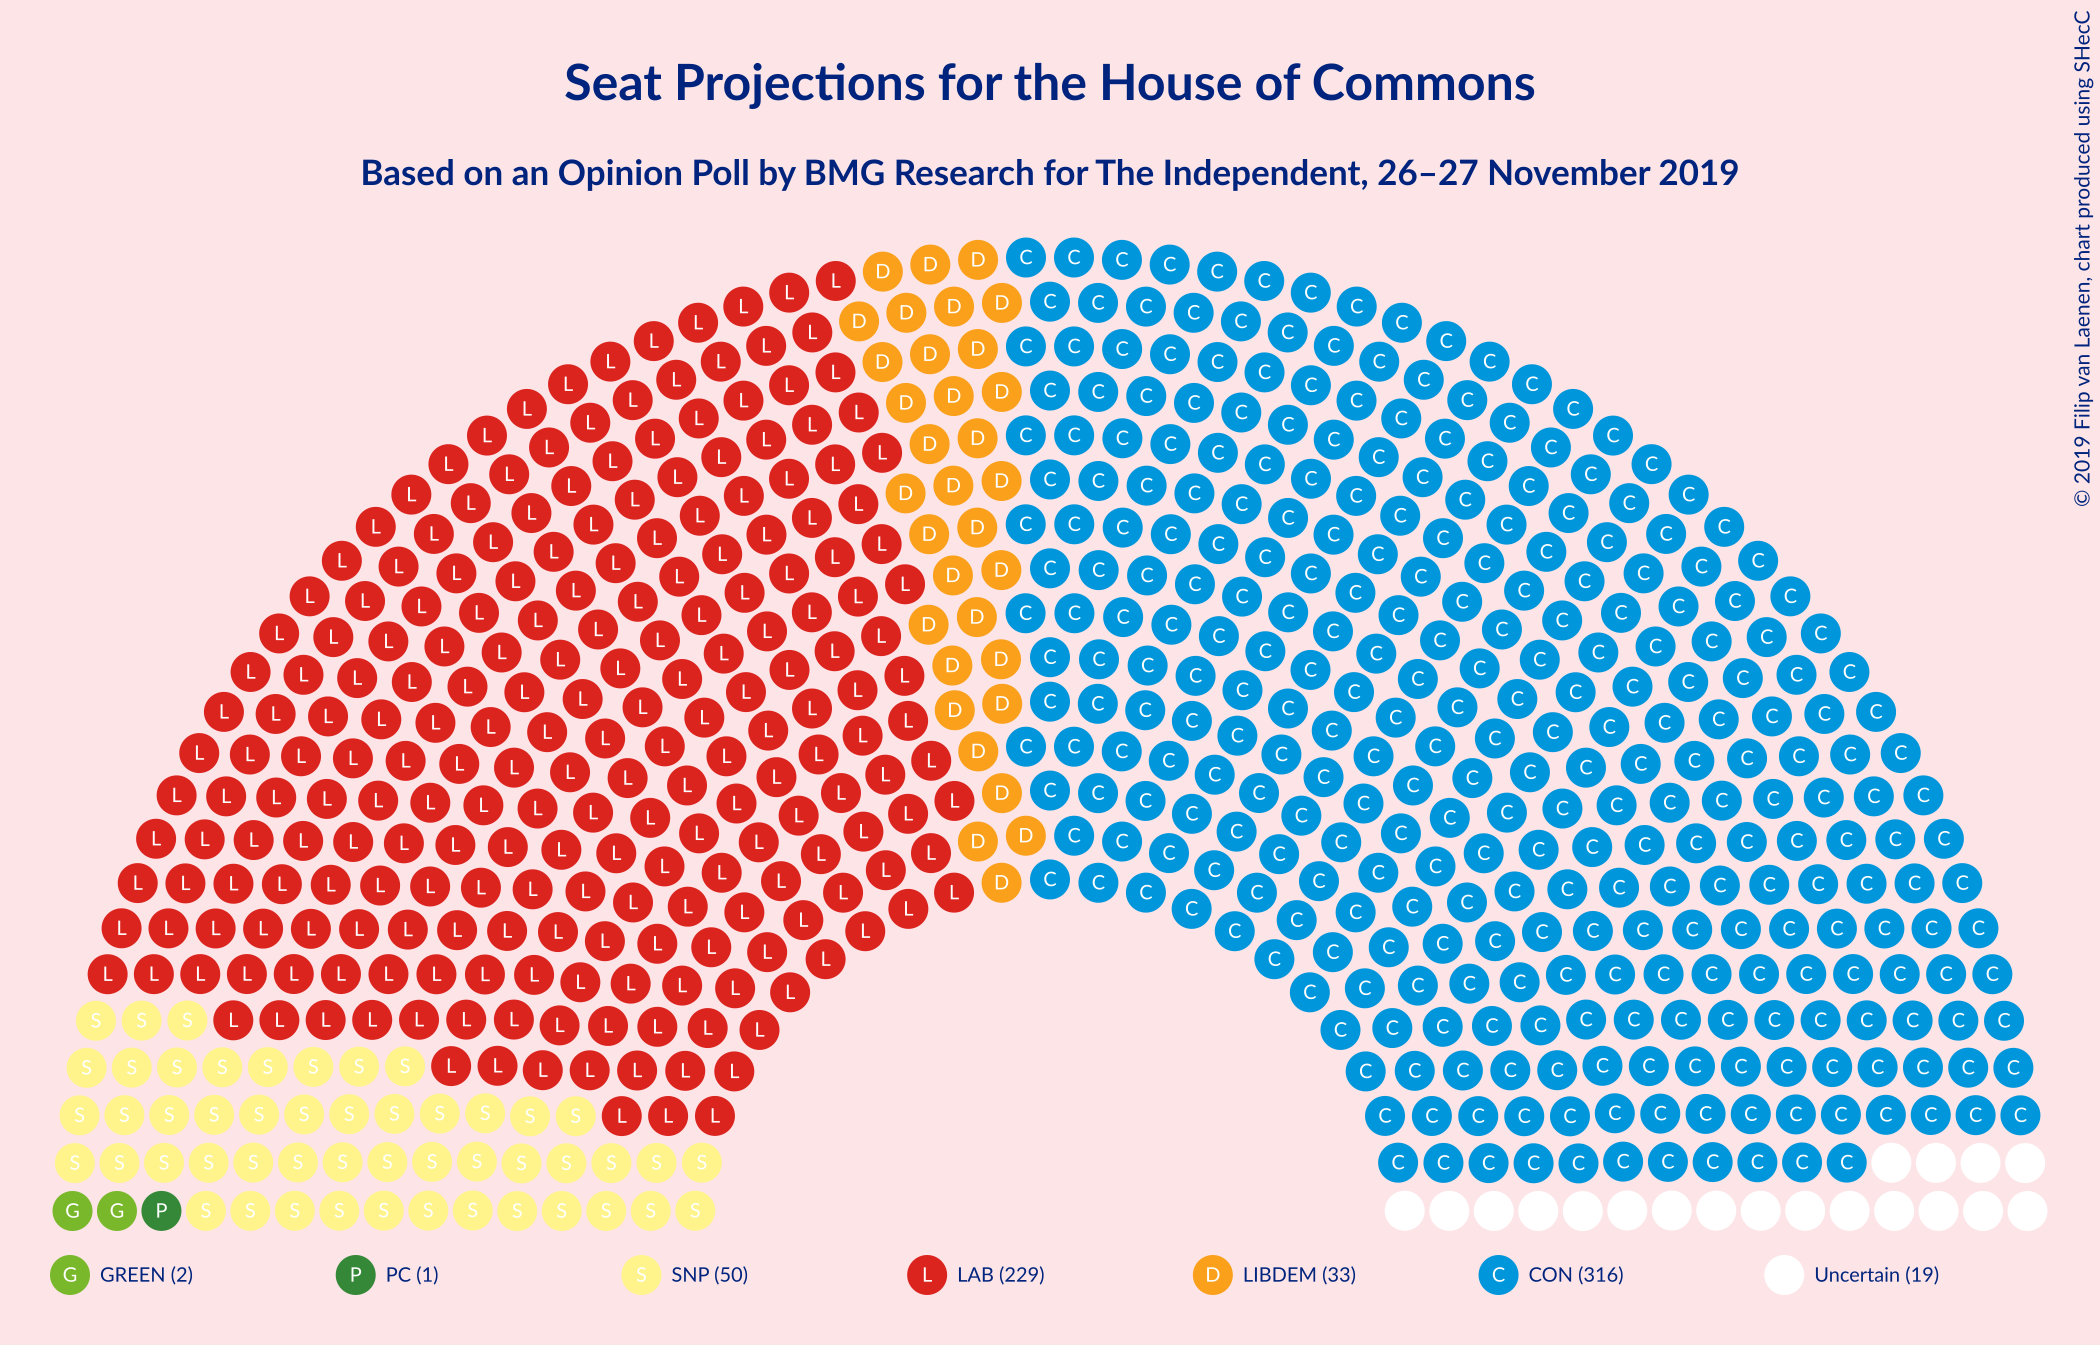 Seat Projections for the House of Commons
Based on an Opinion Poll by BMG Research for The Independent, 26–27 November 2019
© 2019 Filip van Laenen, chart produced using SHecC
G GREEN (2)
P PC (1)
S SNP (50)
L LAB (229)
D LIBDEM (33)
C CON (316)
Uncertain (19)